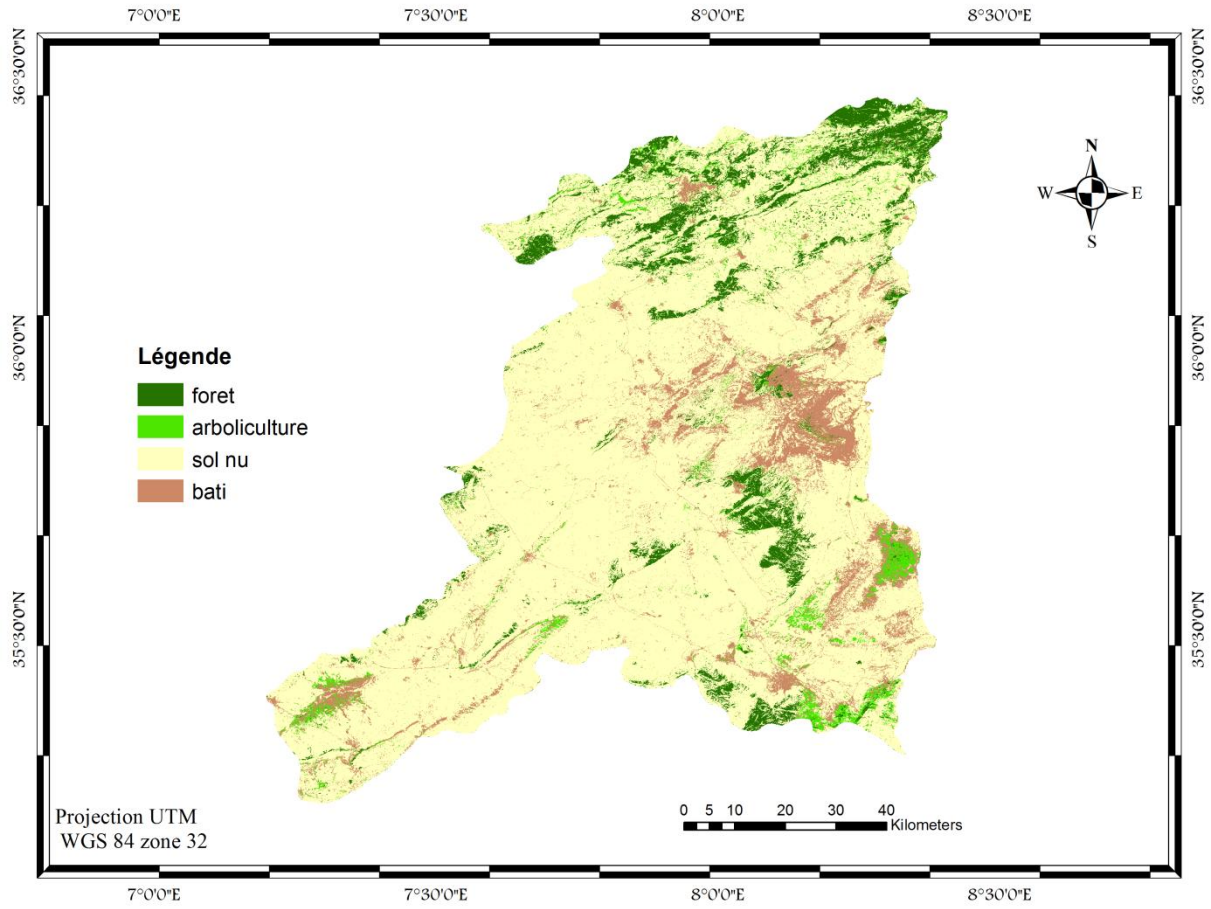 7°0'0"E 7°30'0"E 8°0'0"E 8°30'0"E
36°30'0"N 36°30'0"N
N
W E
S
36°0'0"N 36°0'0"N
Légende
foret
arboliculture
sol nu
bati
35°30'0"N 35°30'0"N
Projection UTM
WGS 84 zone 32
0 5 10 20 30 40
Kilometers
7°0'0"E 7°30'0"E 8°0'0"E 8°30'0"E